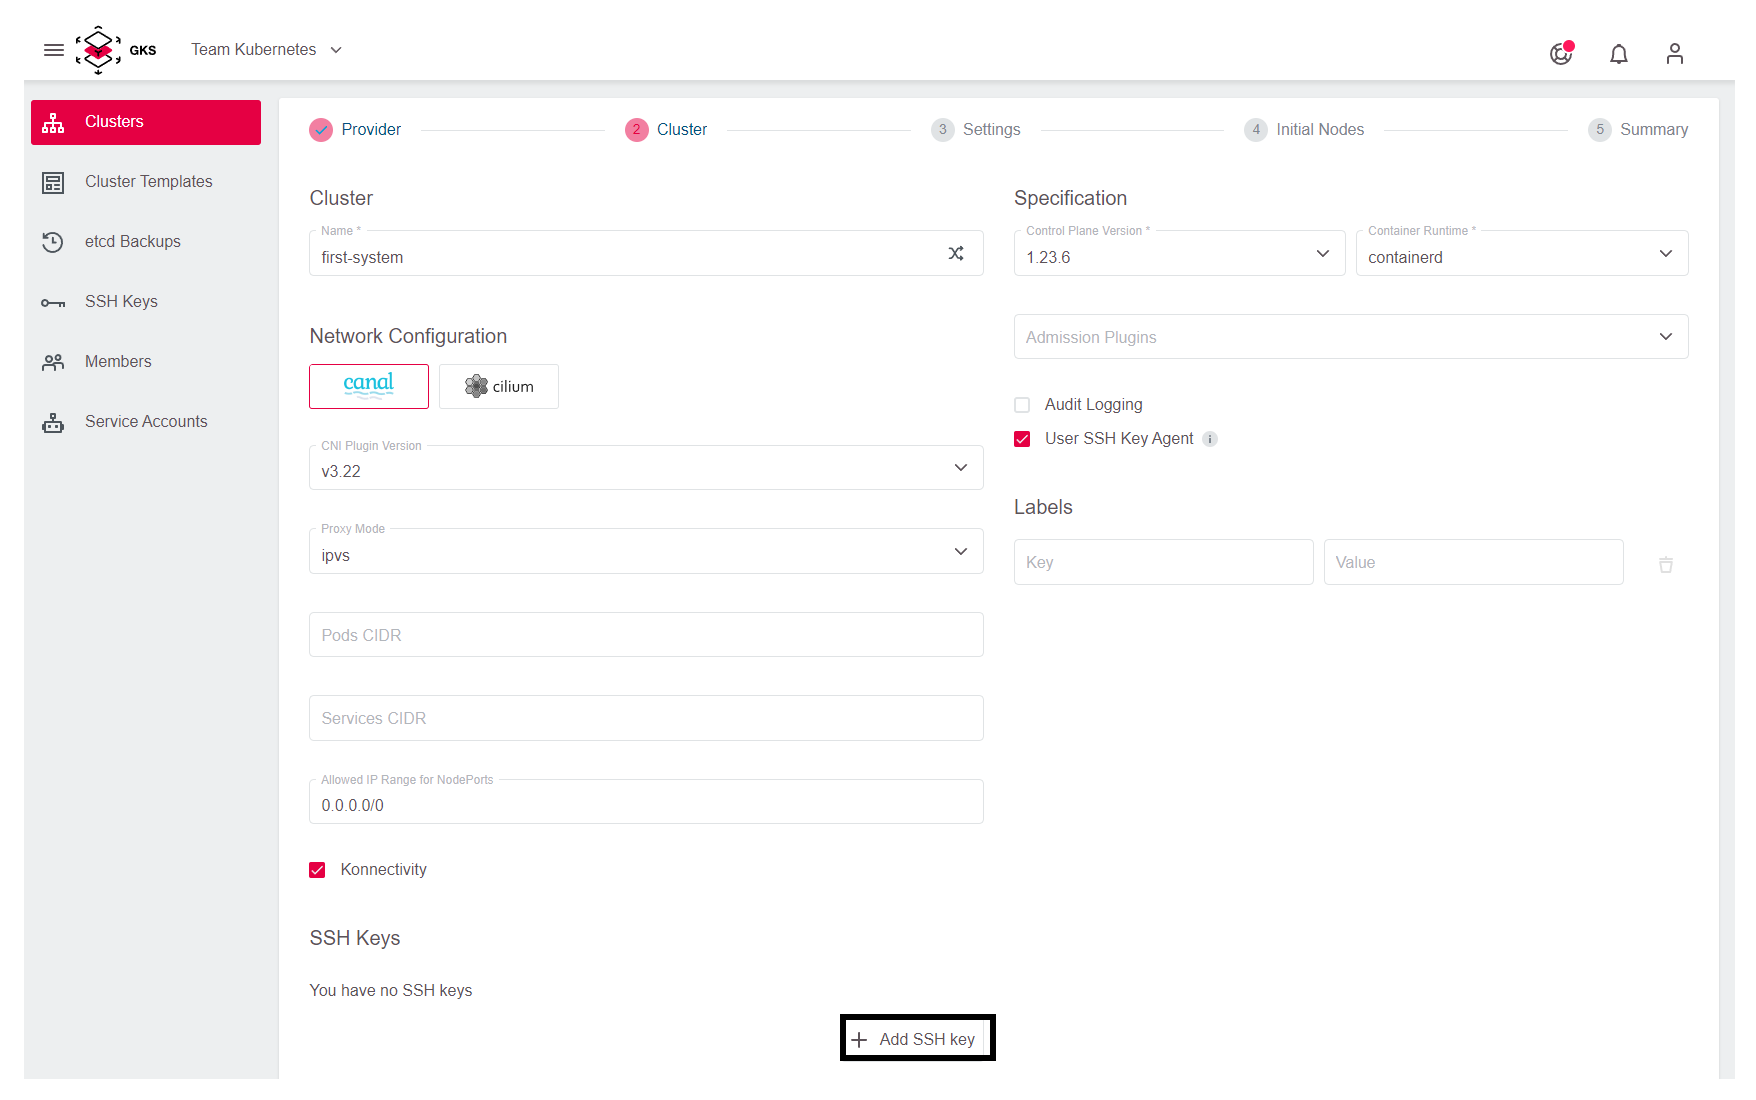 GKS
Team Kubernetes
Clusters
Cluster Templates
etcd Backups
SSH Keys
Members
Service Accounts
Provider
2 Cluster
3 Settings
4 Initial Nodes
5 Summary
Cluster
Name *
first-system
Network Configuration
canal
cilium
CNI Plugin Version
v3.22
Proxy Mode
ipvs
Pods CIDR
Services CIDR
Allowed IP Range for NodePorts
0.0.0.0/0
Konnectivity
SSH Keys
You have no SSH keys
Add SSH key
Specification
Control Plane Version *
1.23.6
Container Runtime *
containerd
Admission Plugins
Audit Logging
User SSH Key Agent i
Labels
Key
Value